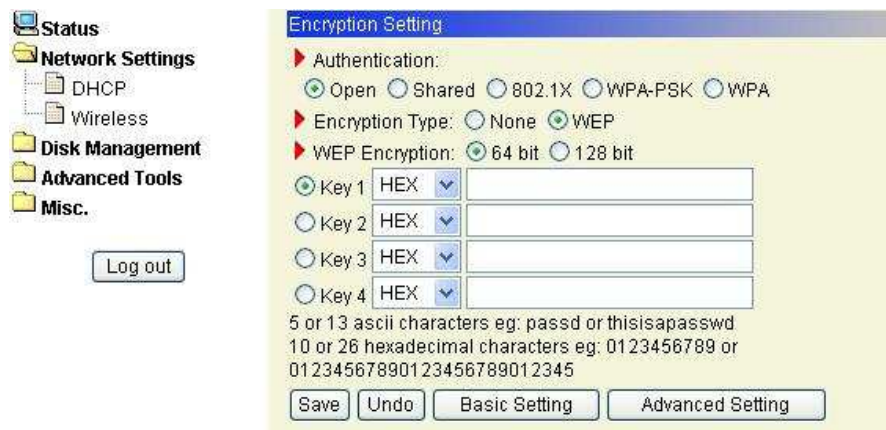 Status
Network Settings
DHCP
Wireless
Disk Management
Advanced Tools
Misc.
Log out
Encryption Setting
Authentication:
Open Shared 802.1X WPA-PSK WPA
Encryption Type: None WEP
WEP Encryption: 64 bit 128 bit
Key 1 HEX
Key 2 HEX
Key 3 HEX
Key 4 HEX
5 or 13 ascii characters eg: passd or thisisapasswd
10 or 26 hexadecimal characters eg: 0123456789 or
01234567890123456789012345
Save Undo Basic Setting Advanced Setting